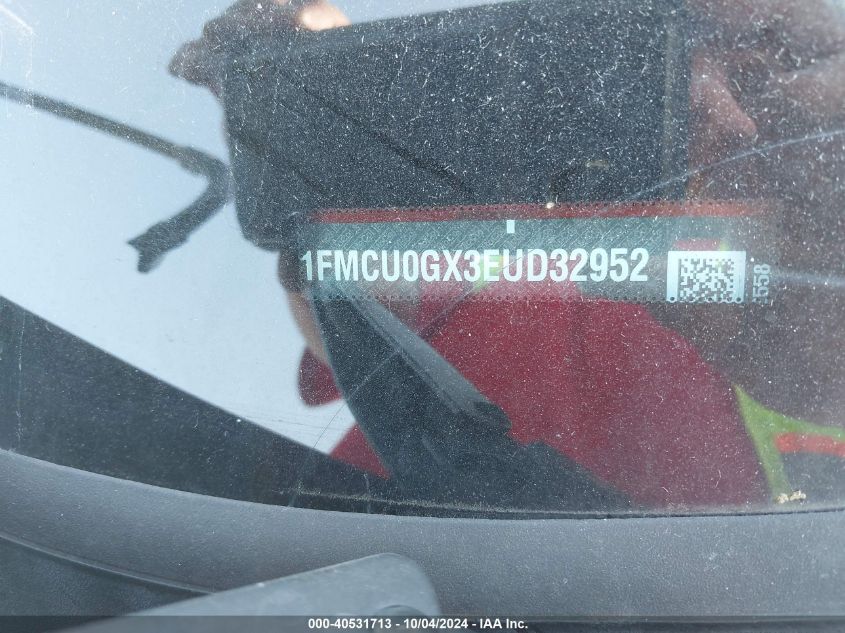 1FMCU0GX3EUD32952
558
000-40531713 - 10/04/2024 - IAA Inc.